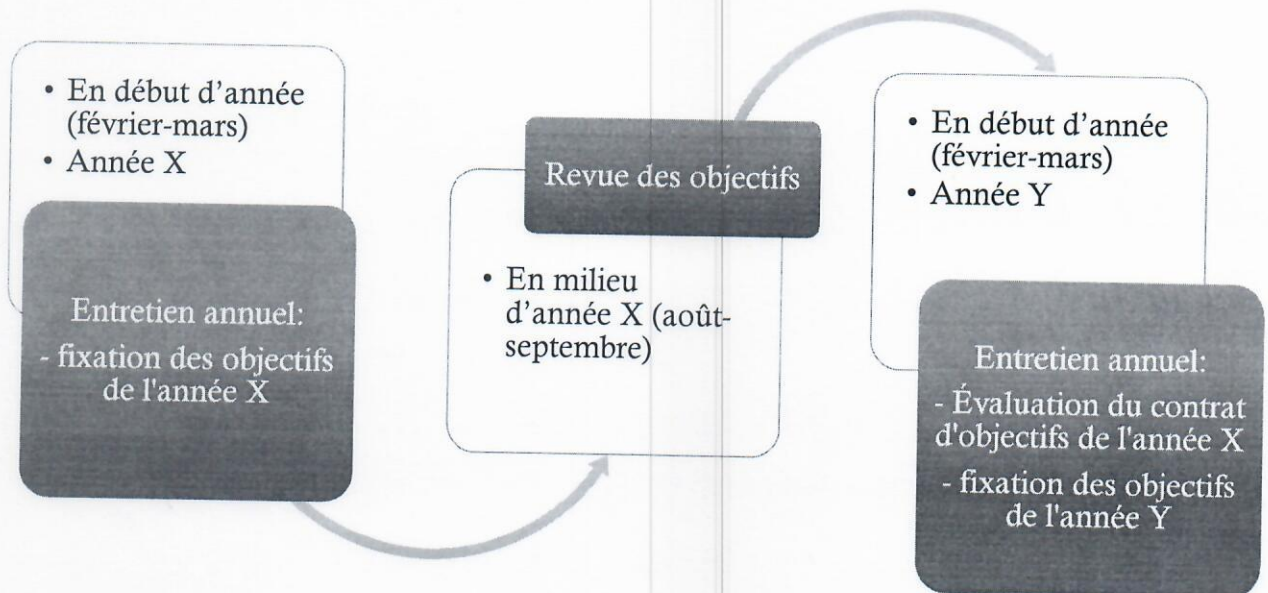 • En début d'année
(février-mars)
• Année X
Entretien annuel:
- fixation des objectifs
de l'année X
Revue des objectifs
• En milieu
d'année X (août-
septembre)
• En début d'année
(février-mars)
• Année Y
Entretien annuel:
- Évaluation du contrat
d'objectifs de l'année X
- fixation des objectifs
de l'année Y